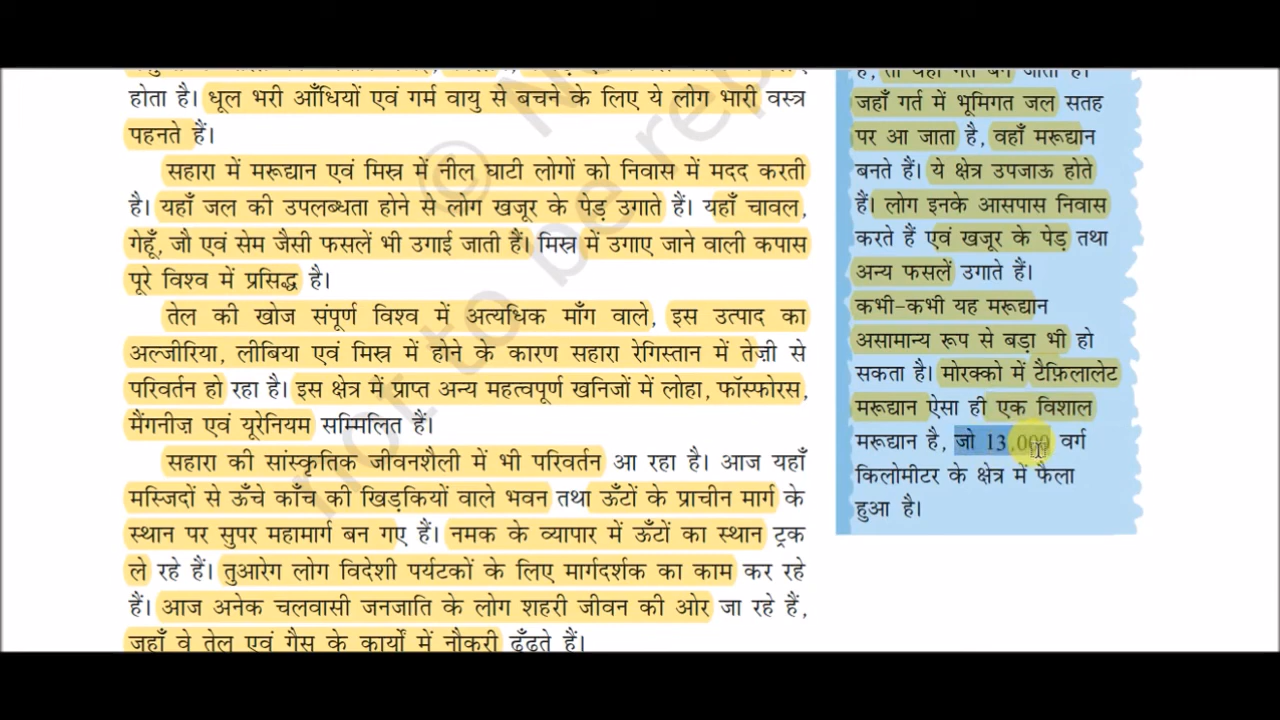 होता है। धूल भरी आँधियों एवं गर्म वायु से बचने के लिए ये लोग भारी वस्त्र
पहनते हैं।
सहारा में मरूद्यान एवं मिस्र में नील घाटी लोगों को निवास में मदद करती
है। यहाँ जल की उपलब्धता होने से लोग खजूर के पेड़ उगाते हैं। यहाँ चावल,
गेहूँ, जौ एवं सेम जैसी फसलें भी उगाई जाती हैं। मिस्र में उगाए जाने वाली कपास
पूरे विश्व में प्रसिद्ध है।
तेल की खोज संपूर्ण विश्व में अत्यधिक माँग वाले, इस उत्पाद का
अल्जीरिया, लीबिया एवं मिस्र में होने के कारण सहारा रेगिस्तान में तेज़ी से
परिवर्तन हो रहा है। इस क्षेत्र में प्राप्त अन्य महत्वपूर्ण खनिजों में लोहा, फॉस्फोरस,
मैंगनीज़ एवं यूरेनियम सम्मिलित हैं।
सहारा की सांस्कृतिक जीवनशैली में भी परिवर्तन आ रहा है। आज यहाँ
मस्जिदों से ऊँचे काँच की खिड़कियों वाले भवन तथा ऊँटों के प्राचीन मार्ग के
स्थान पर सुपर महामार्ग बन गए हैं। नमक के व्यापार में ऊँटों का स्थान ट्रक
ले रहे हैं। तुआरेग लोग विदेशी पर्यटकों के लिए मार्गदर्शक का काम कर रहे
हैं। आज अनेक चलवासी जनजाति के लोग शहरी जीवन की ओर जा रहे हैं,
जहाँ वे तेल एवं गैस के कार्यों में नौकरी ढूँढ़ते हैं।
है, तो यहाँ गर्त बन जाता है।
जहाँ गर्त में भूमिगत जल सतह
पर आ जाता है, वहाँ मरूद्यान
बनते हैं। ये क्षेत्र उपजाऊ होते
हैं। लोग इनके आसपास निवास
करते हैं एवं खजूर के पेड़ तथा
अन्य फसलें उगाते हैं।
कभी-कभी यह मरूद्यान
असामान्य रूप से बड़ा भी हो
सकता है। मोरक्को में टैफ़िलालेट
मरूद्यान ऐसा ही एक विशाल
मरूद्यान है, जो 13,000 वर्ग
किलोमीटर के क्षेत्र में फैला
हुआ है।